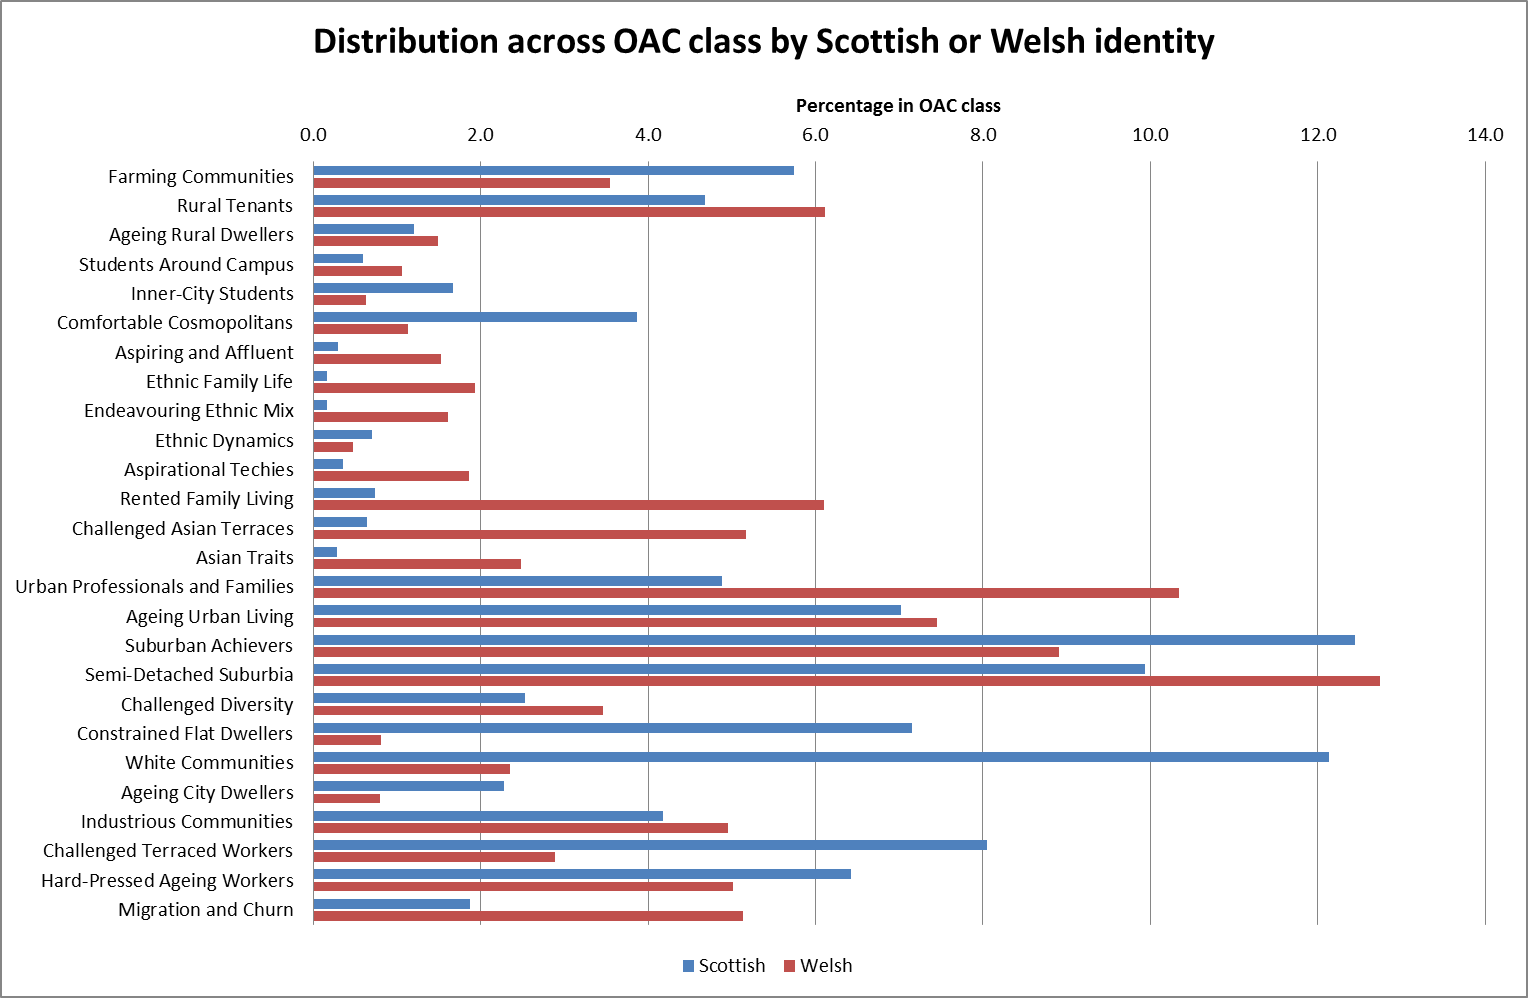 Distribution across OAC class by Scottish or Welsh identity
Percentage in OAC class
0.0 2.0 4.0 6.0 8.0 10.0 12.0 14.0
Farming Communities
Rural Tenants
Ageing Rural Dwellers
Students Around Campus
Inner-City Students
Comfortable Cosmopolitans
Aspiring and Affluent
Ethnic Family Life
Endeavouring Ethnic Mix
Ethnic Dynamics
Aspirational Techies
Rented Family Living
Challenged Asian Terraces
Asian Traits
Urban Professionals and Families
Ageing Urban Living
Suburban Achievers
Semi-Detached Suburbia
Challenged Diversity
Constrained Flat Dwellers
White Communities
Ageing City Dwellers
Industrious Communities
Challenged Terraced Workers
Hard-Pressed Ageing Workers
Migration and Churn
Scottish Welsh